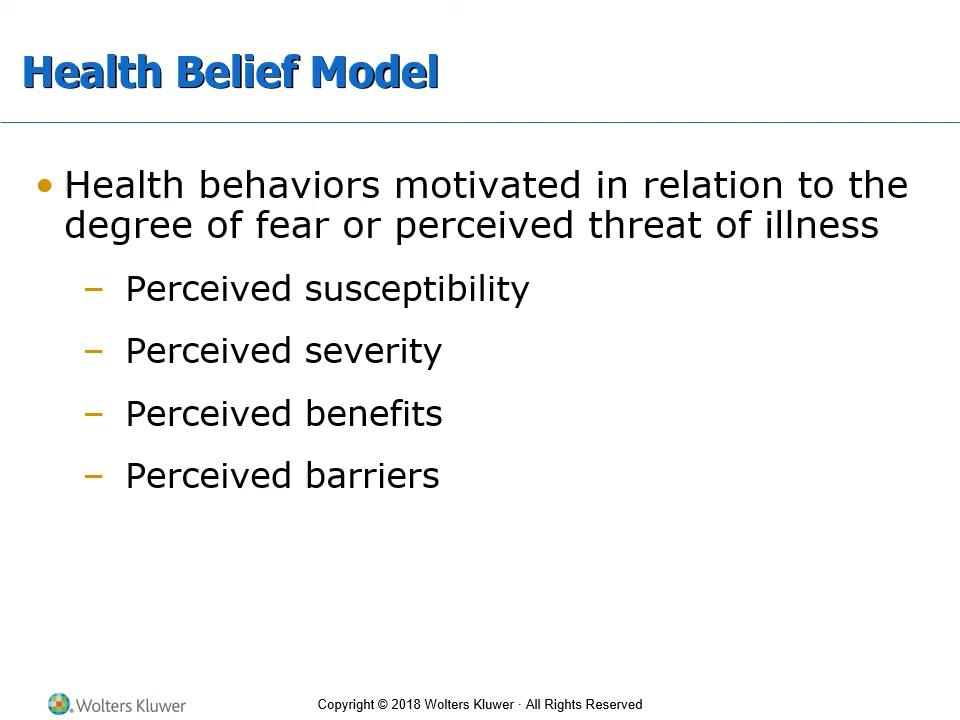 Health Belief Model
• Health behaviors motivated in relation to the
degree of fear or perceived threat of illness
– Perceived susceptibility
– Perceived severity
– Perceived benefits
– Perceived barriers
Wolters Kluwer
Copyright © 2018 Wolters Kluwer · All Rights Reserved